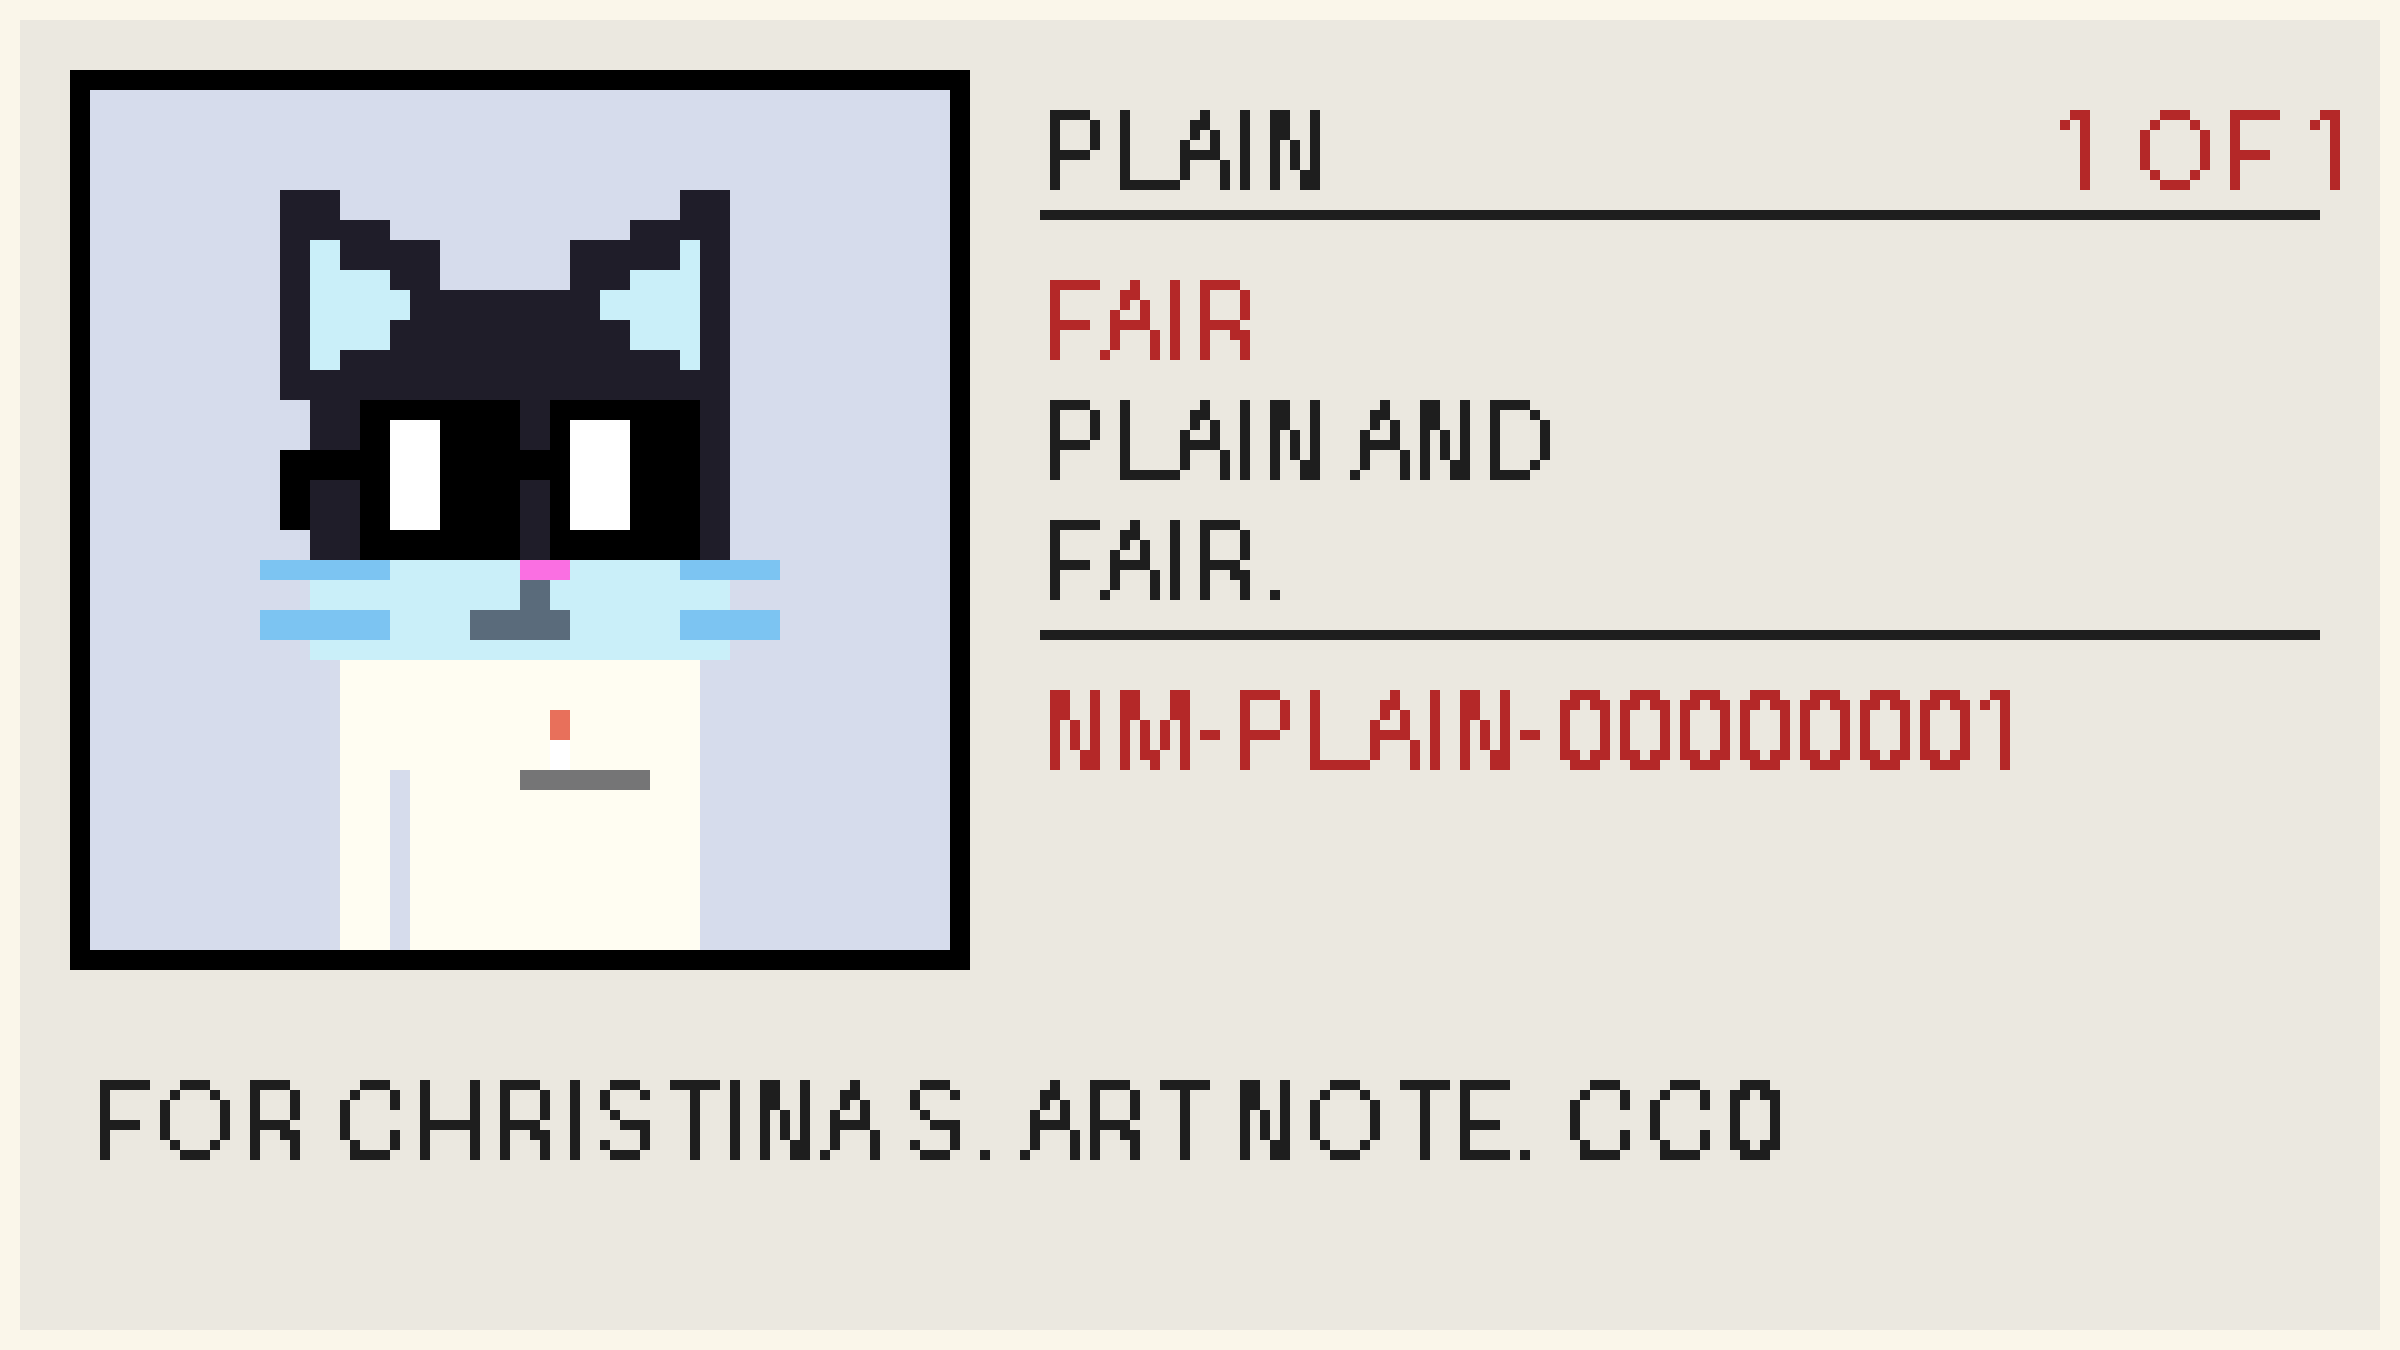 PLAIN 1 OF 1
FAIR
PLAIN AND
FAIR.
NM-PLAIN-00000001
FOR CHRISTINA S. ART NOTE. CC0